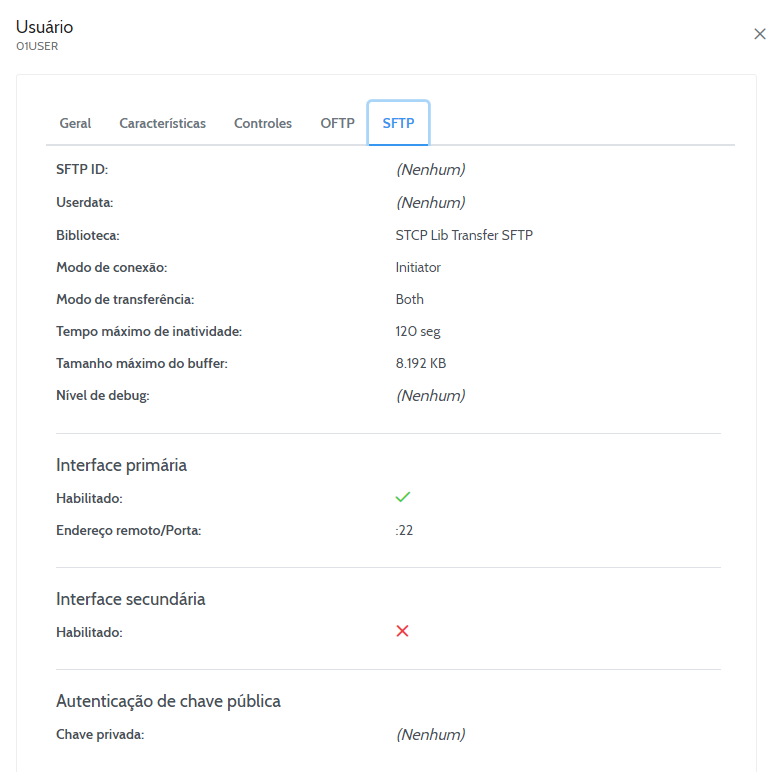 Usuário
01USER
Geral Características Controles OFTP SFTP
SFTP ID: (Nenhum)
Userdata: (Nenhum)
Biblioteca: STCP Lib Transfer SFTP
Modo de conexão: Initiator
Modo de transferência: Both
Tempo máximo de inatividade: 120 seg
Tamanho máximo do buffer: 8.192 KB
Nível de debug: (Nenhum)
Interface primária
Habilitado:
Endereço remoto/Porta: :22
Interface secundária
Habilitado:
Autenticação de chave pública
Chave privada: (Nenhum)